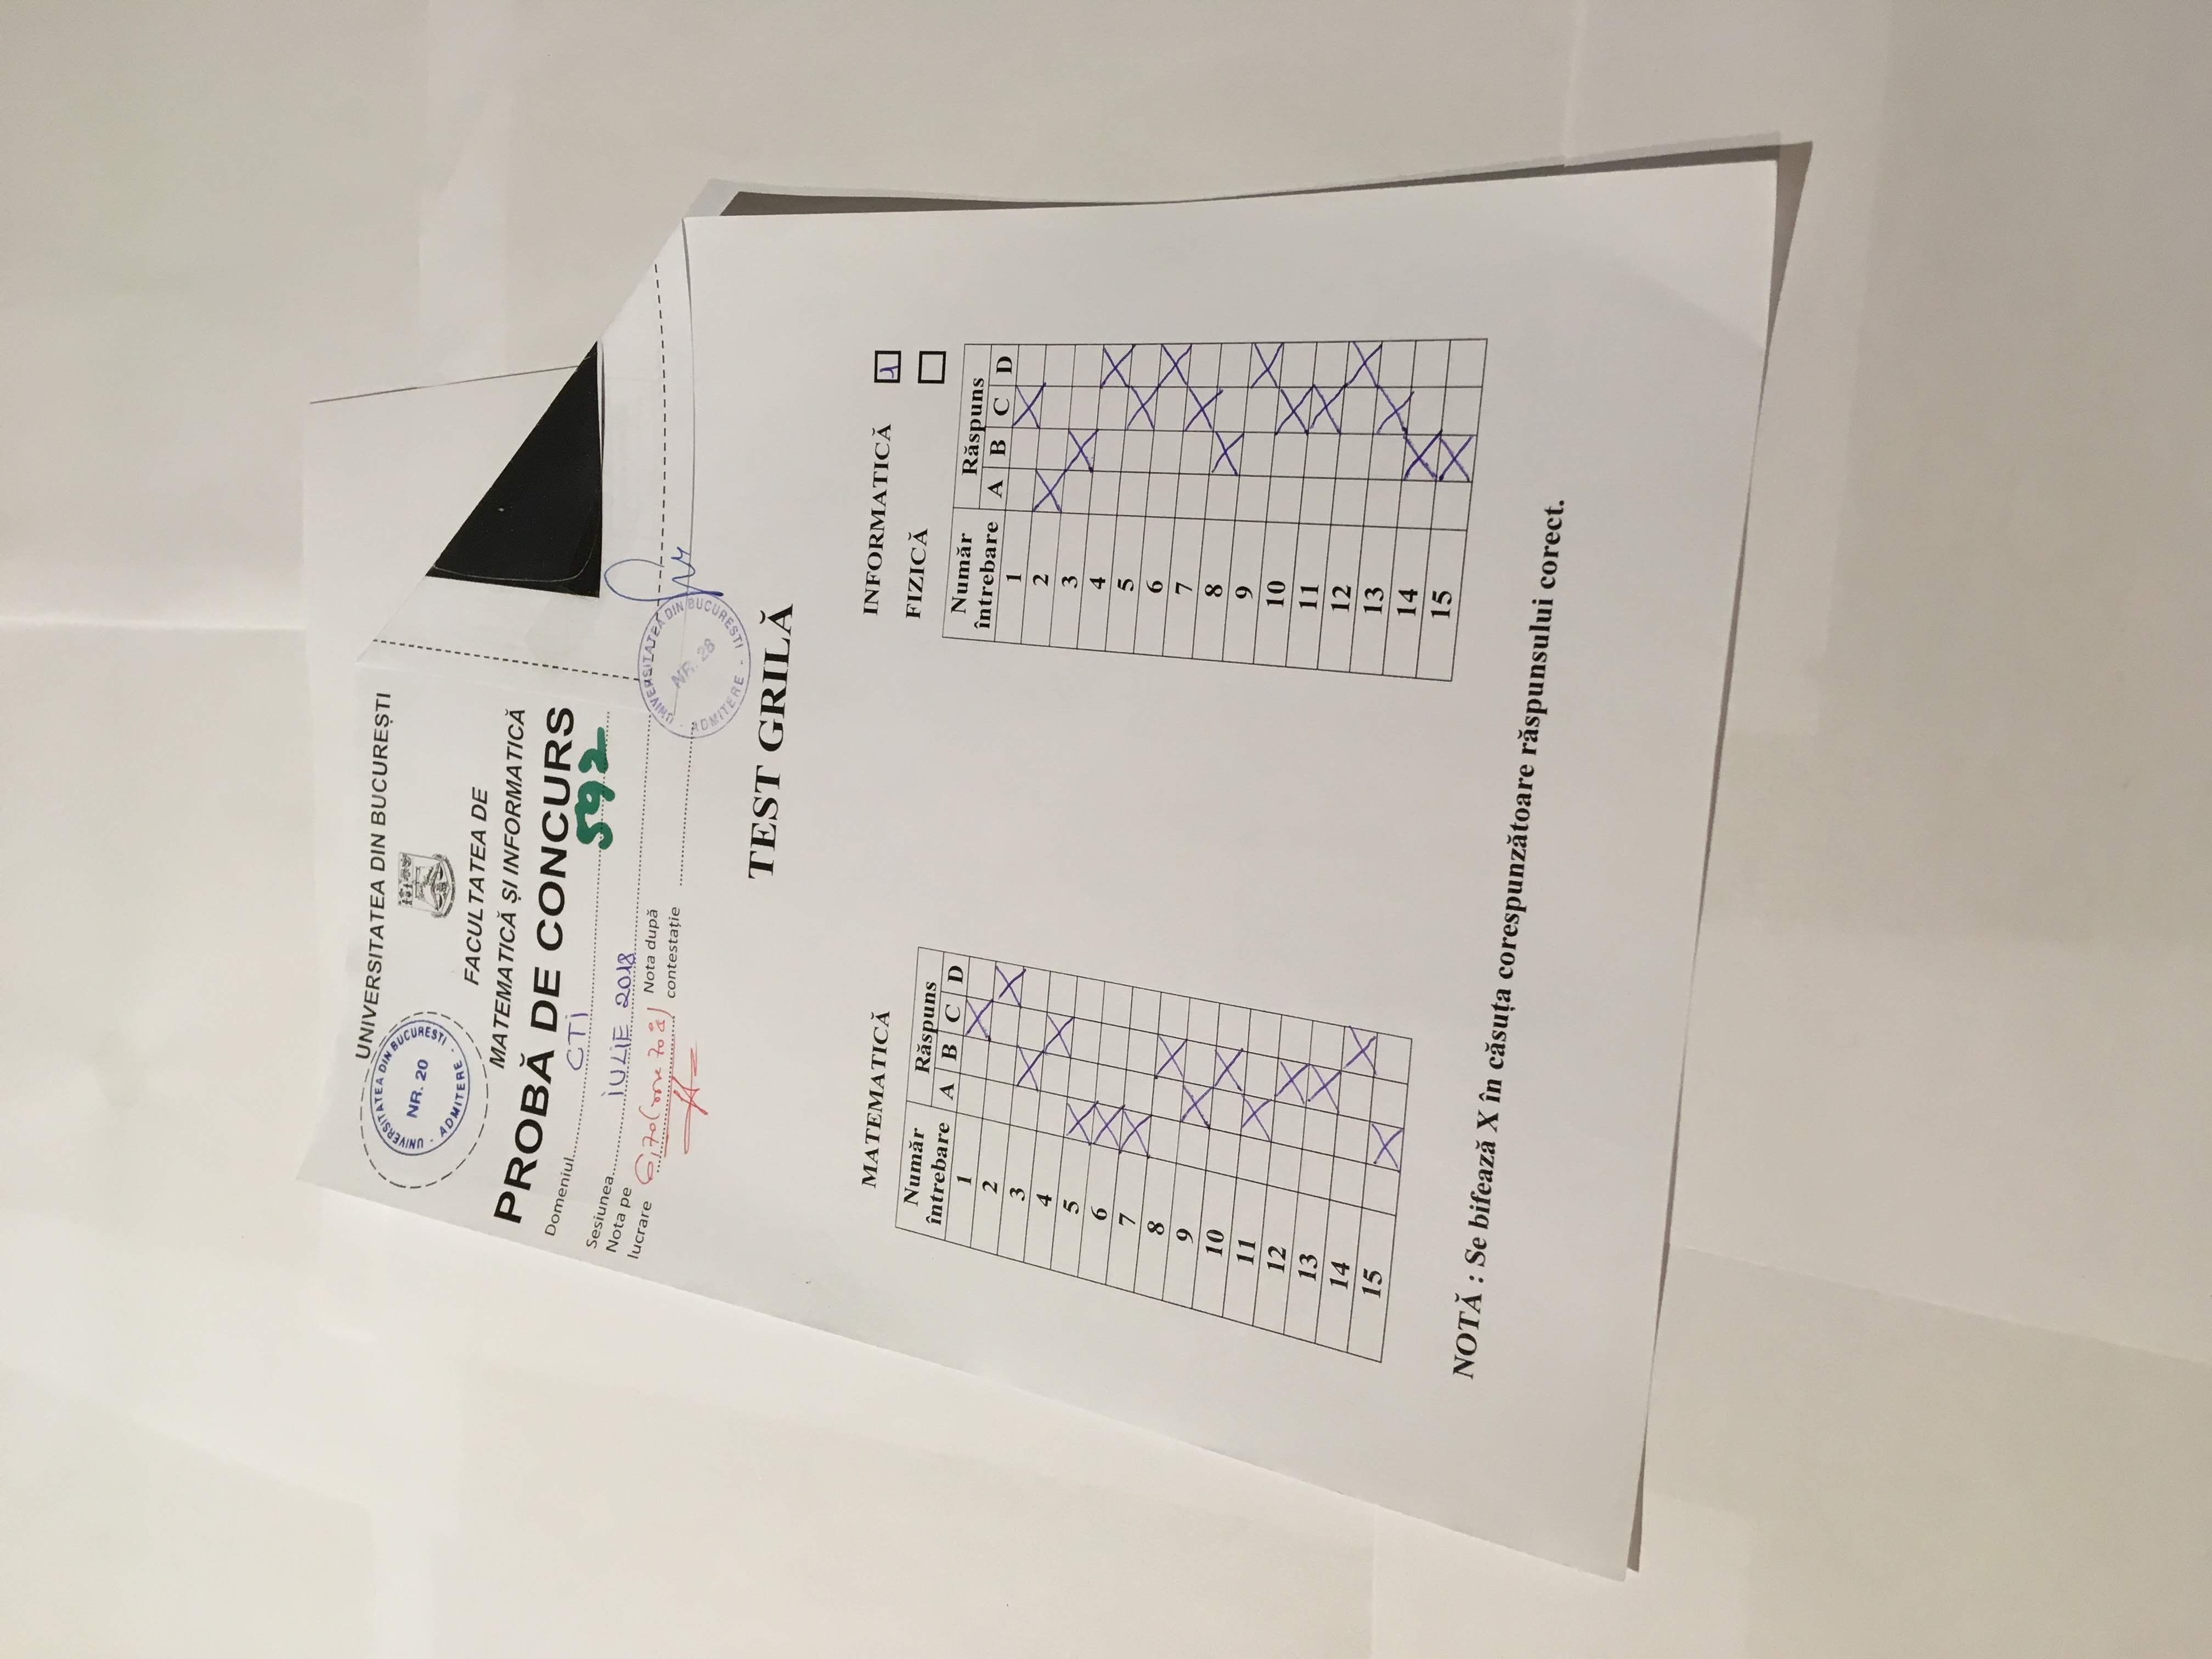 UNIVERSITATEA DIN BUCUREȘTI
UNIVERSITATEA DIN BUCUREȘTI
NR. 20
- ADMITERE -
FACULTATEA DE
MATEMATICĂ ȘI INFORMATICĂ
PROBĂ DE CONCURS
Domeniul CTI
592
Sesiunea IULIE 2018
Nota pe
lucrare 6,70 ( 70 )
Nota după
contestație
UNIVERSITATEA DIN BUCUREȘTI
NR. 28
- ADMITERE -
TEST GRILĂ
MATEMATICĂ
Număr
întrebare
Răspuns
A B C D
1 X
2 X
3 X
4 X
5 X
6 X
7 X
8 X
9 X
10 X
11 X
12 X
13 X
14 X
15 X
INFORMATICĂ 1
FIZICĂ
Număr
întrebare
Răspuns
A B C D
1 X
2 X
3 X
4 X
5 X
6 X
7 X
8 X
9 X
10 X
11 X
12 X
13 X
14 X
15 X
NOTĂ : Se bifează X în căsuța corespunzătoare răspunsului corect.